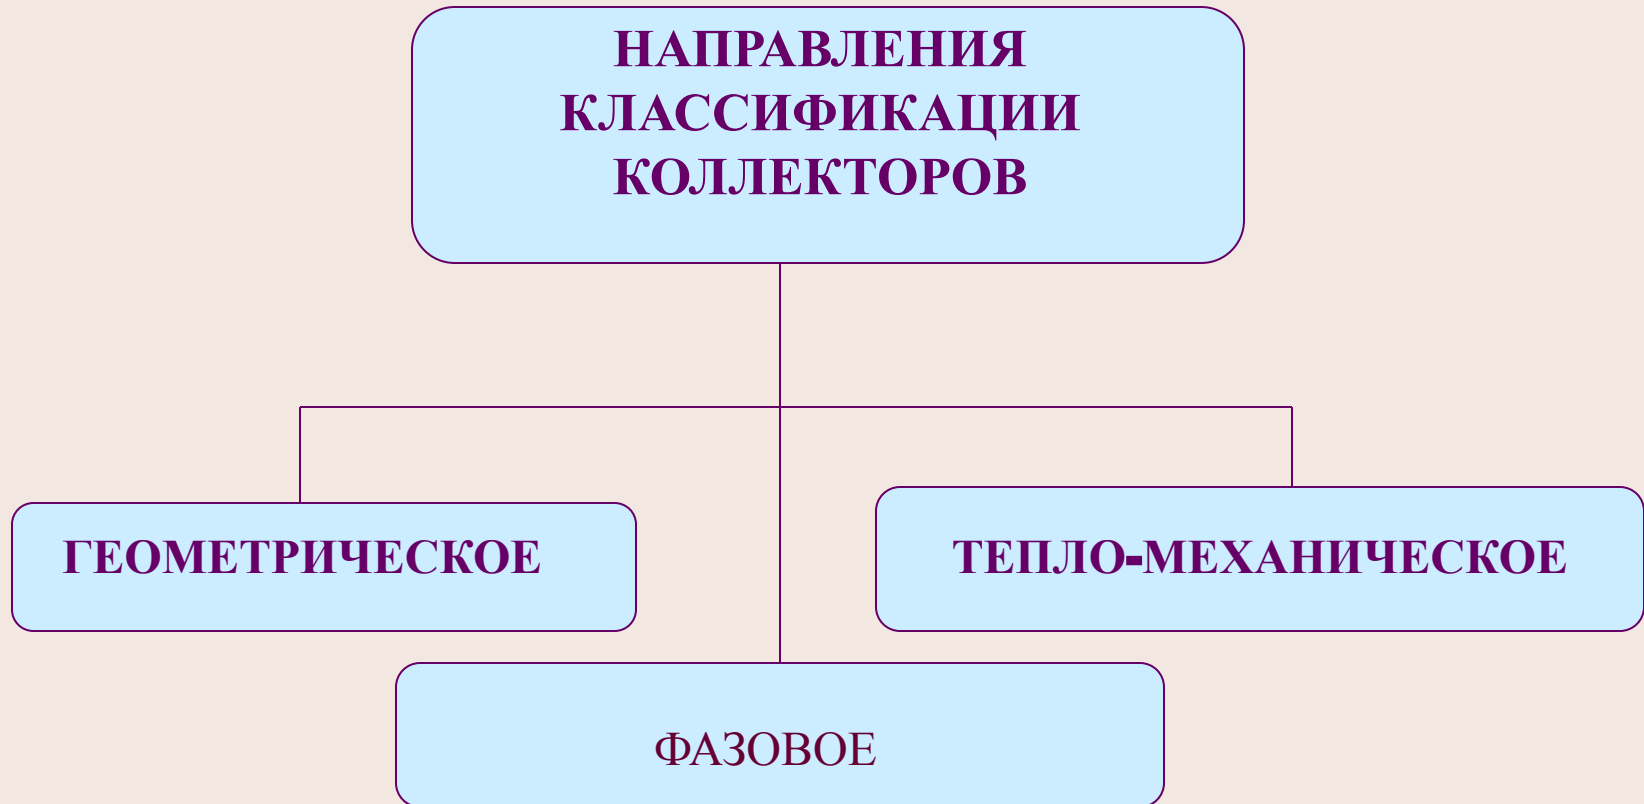 НАПРАВЛЕНИЯ
КЛАССИФИКАЦИИ
КОЛЛЕКТОРОВ
ГЕОМЕТРИЧЕСКОЕ
ТЕПЛО-МЕХАНИЧЕСКОЕ
ФАЗОВОЕ